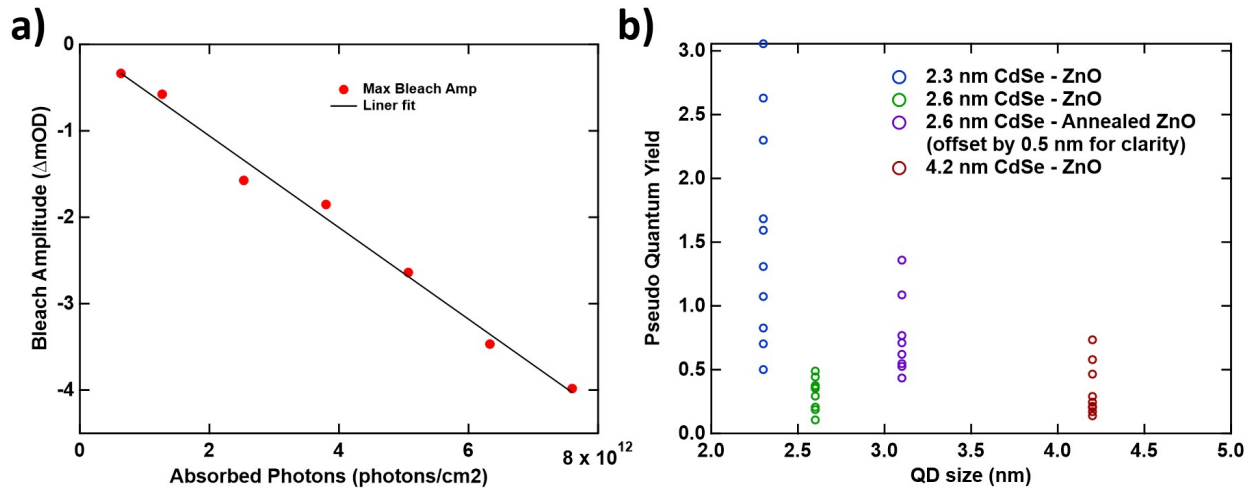 a)
0
-1
-2
-3
-4
Bleach Amplitude (ΔmOD)
Max Bleach Amp
Liner fit
0
2
4
6
8 x 10¹²
Absorbed Photons (photons/cm2)
b)
3.0
2.5
2.0
1.5
1.0
0.5
0.0
Pseudo Quantum Yield
2.3 nm CdSe - ZnO
2.6 nm CdSe - ZnO
2.6 nm CdSe - Annealed ZnO
(offset by 0.5 nm for clarity)
4.2 nm CdSe - ZnO
2.0
2.5
3.0
3.5
4.0
4.5
5.0
QD size (nm)